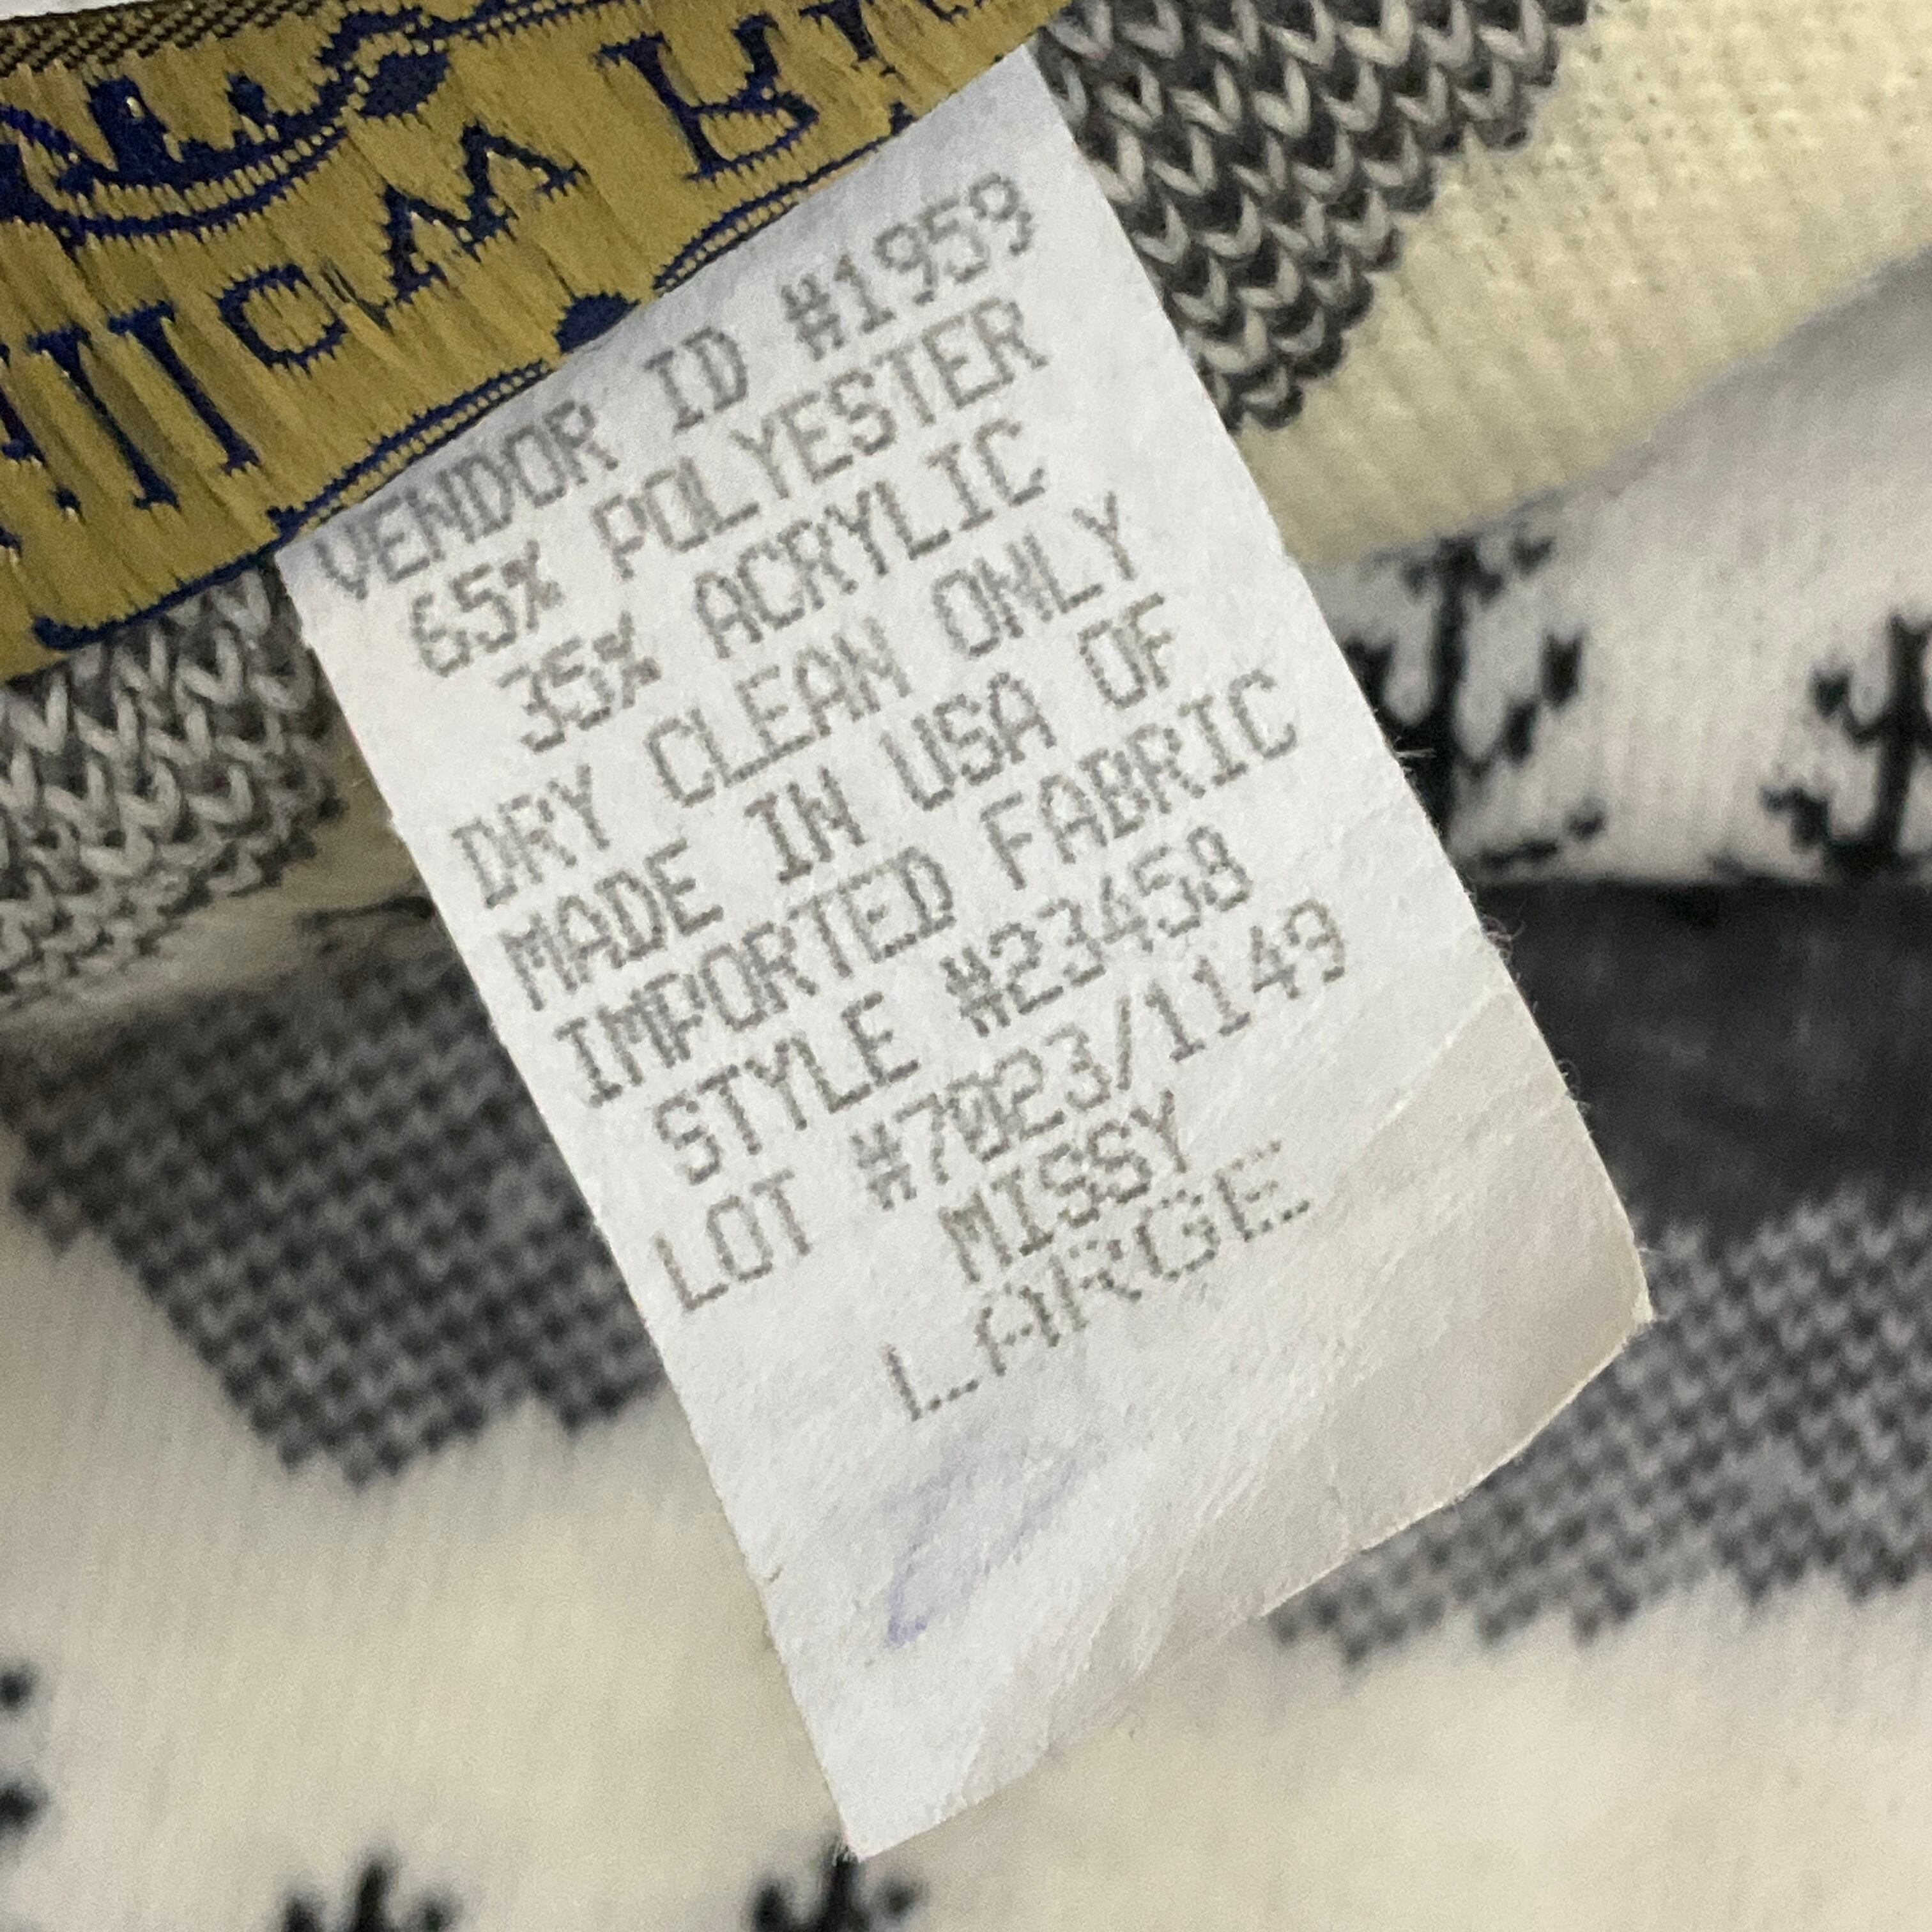 VENDOR ID #1959
65% POLYESTER
35% ACRYLIC
DRY CLEAN ONLY
MADE IN USA OF
IMPORTED FABRIC
STYLE #23458
LOT #7023/1149
MISSY
LARGE